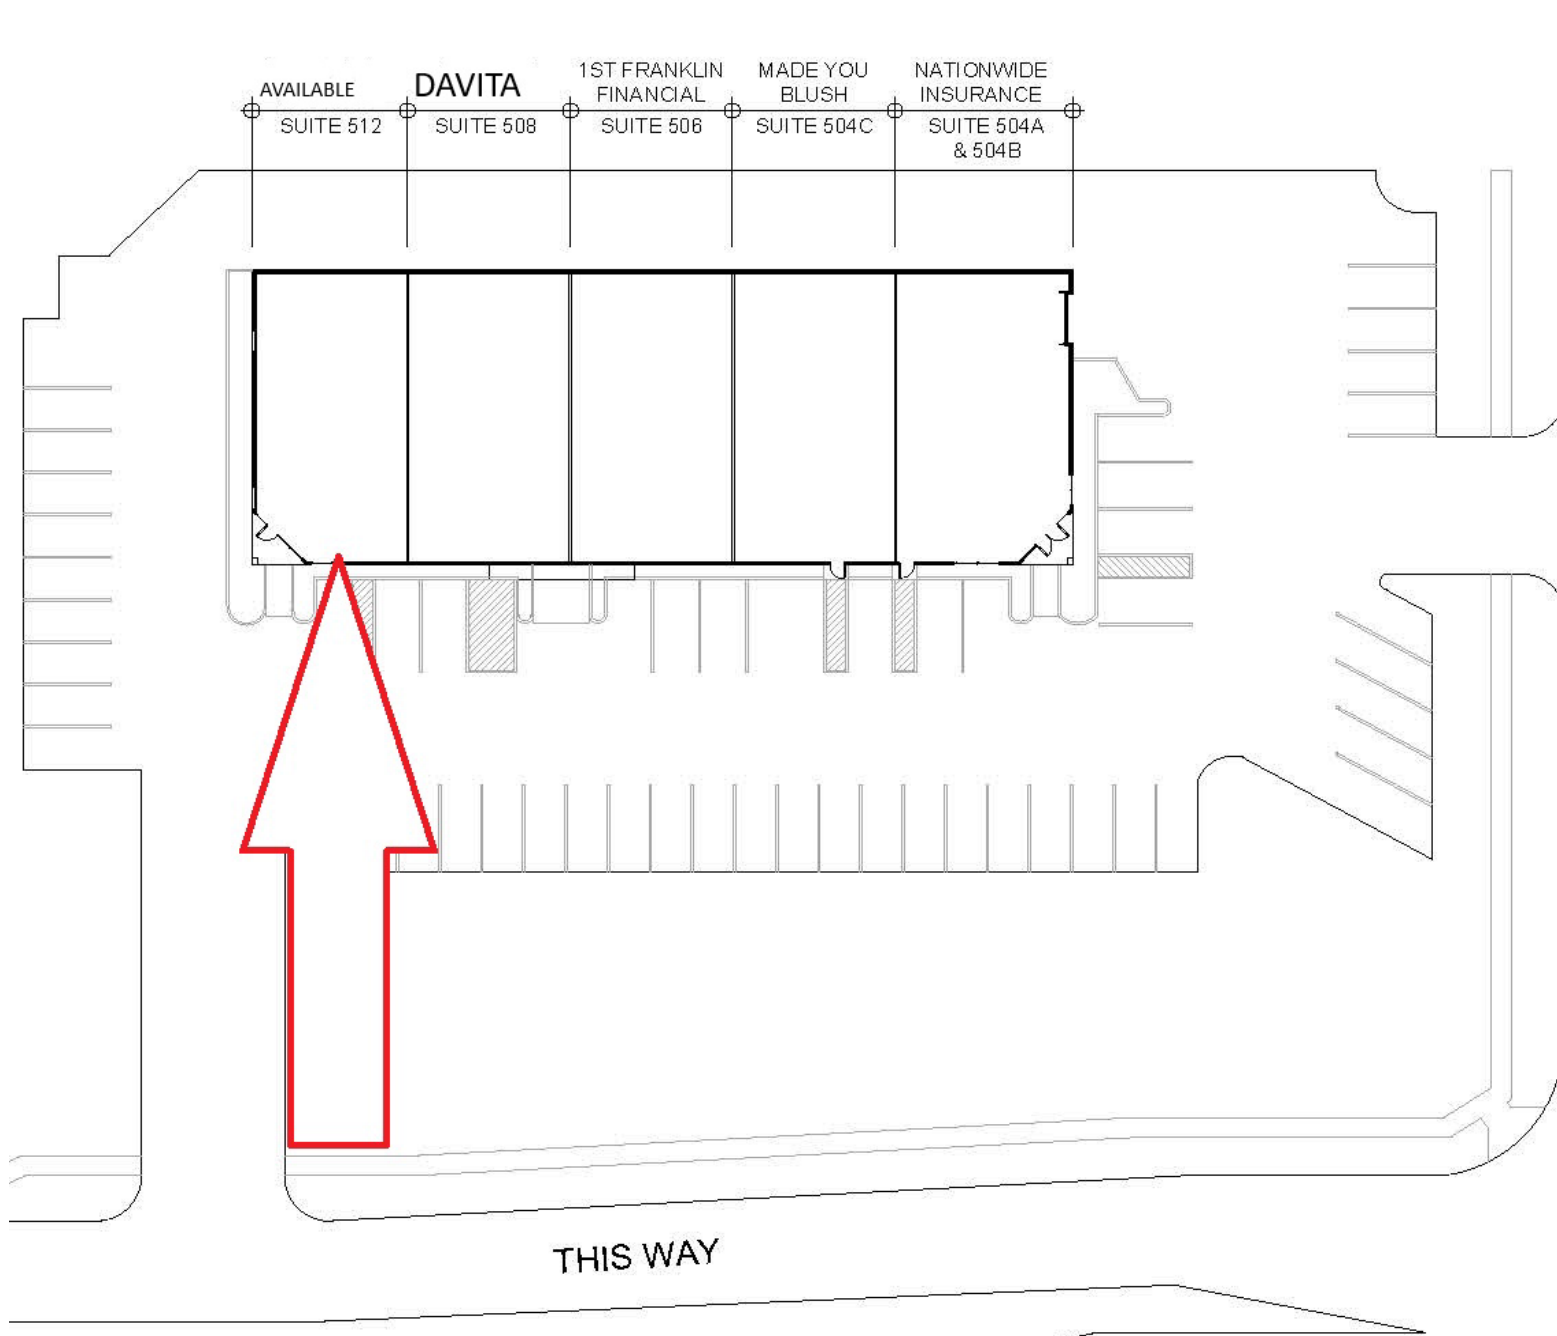 AVAILABLE
SUITE 512
DAVITA
SUITE 508
1ST FRANKLIN
FINANCIAL
SUITE 506
MADE YOU
BLUSH
SUITE 504C
NATIONWIDE
INSURANCE
SUITE 504A
& 504B
THIS WAY